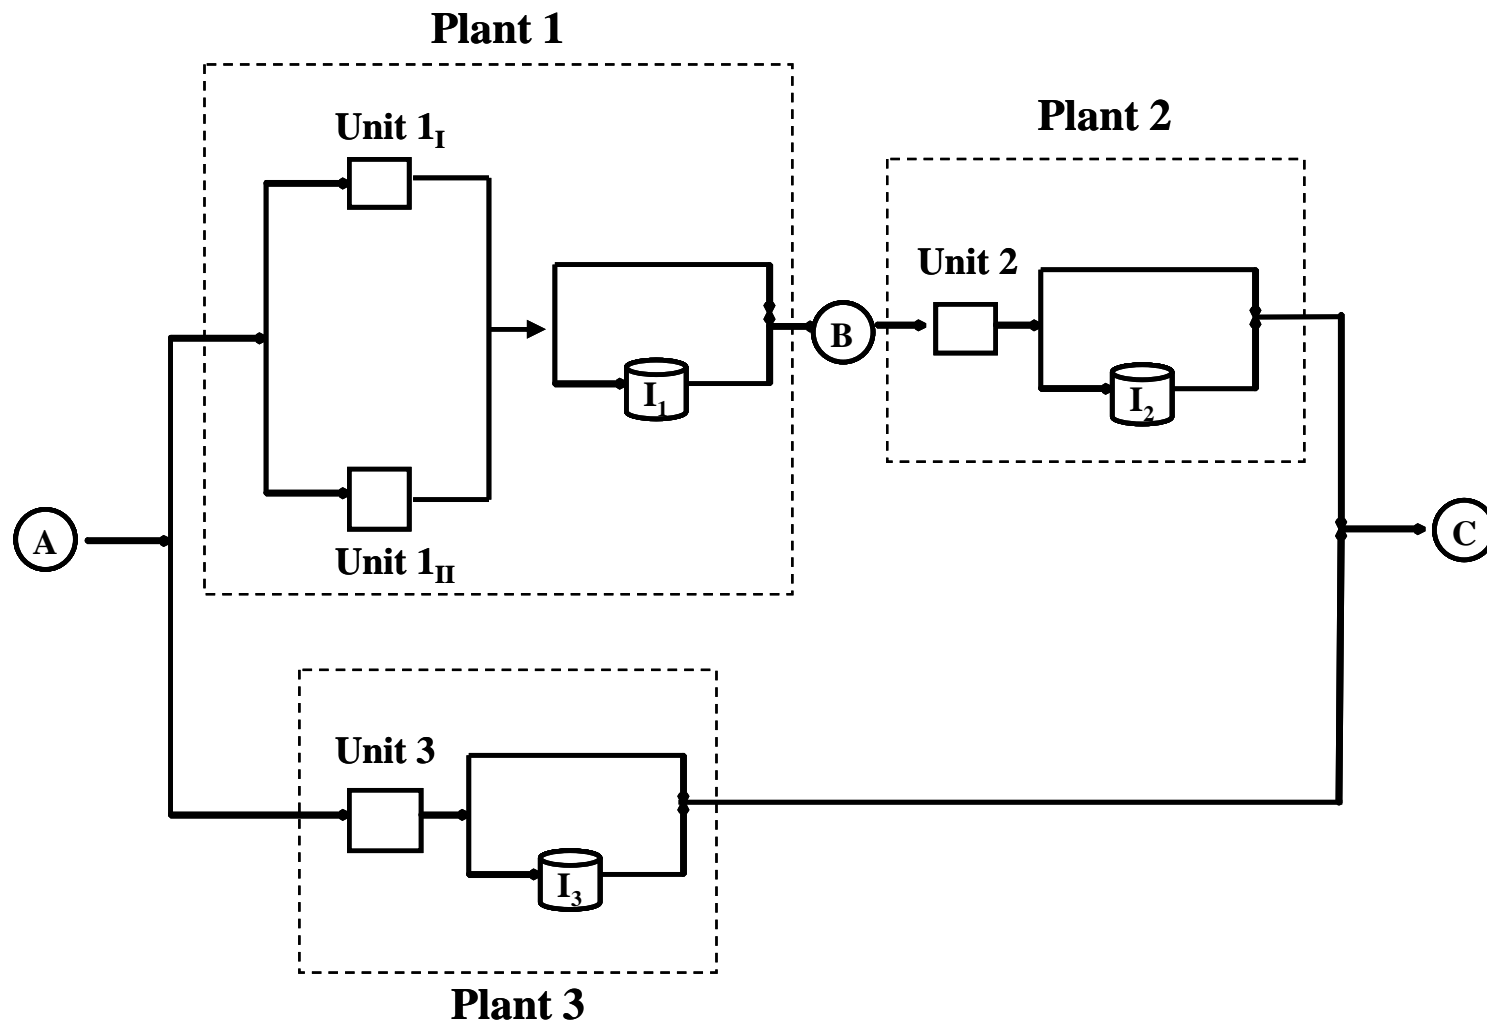 Plant 1
Plant 2
Unit 1I
Unit 2
B
I1
I2
A
C
Unit 1II
Unit 3
I3
Plant 3